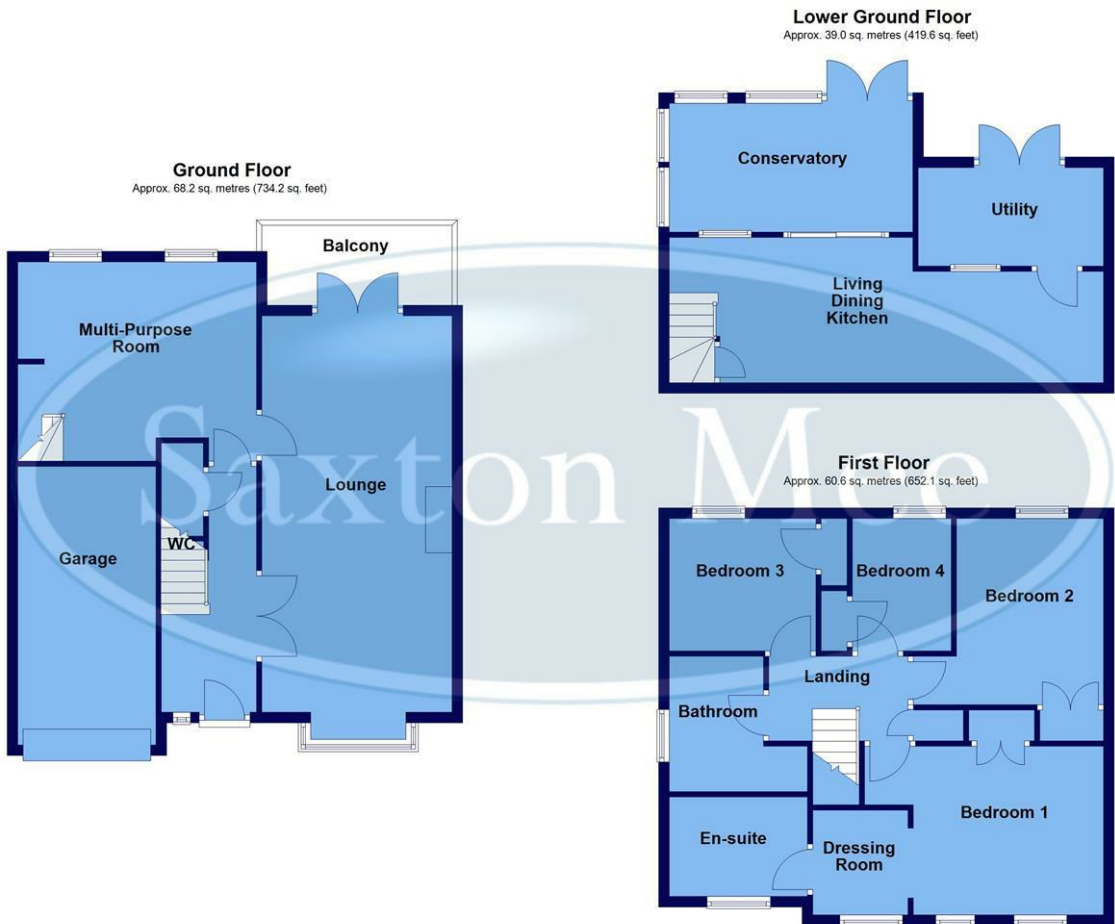 Lower Ground Floor
Approx. 39.0 sq. metres (419.6 sq. feet)
Conservatory
Utility
Living
Dining
Kitchen
Ground Floor
Approx. 68.2 sq. metres (734.2 sq. feet)
Balcony
Multi-Purpose
Room
Lounge
Garage
WC
Saxton Mee
First Floor
Approx. 60.6 sq. metres (652.1 sq. feet)
Bedroom 3
Bedroom 4
Bedroom 2
Landing
Bathroom
Bedroom 1
En-suite
Dressing
Room